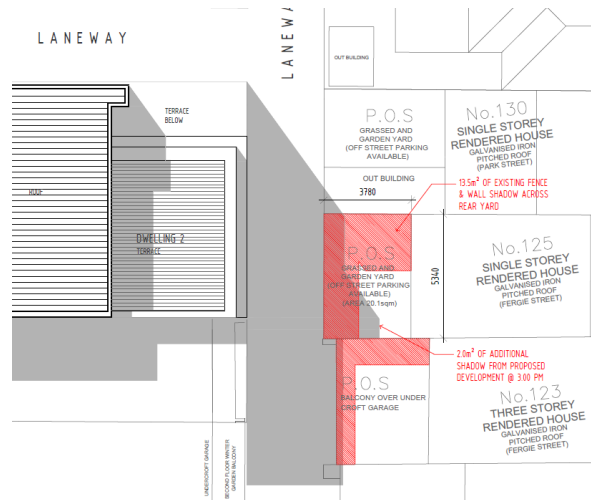 LANEWAY
LANEWAY
OUT BUILDING
TERRACE
BELOW
P.O.S
GRASSED AND
GARDEN YARD
(OFF STREET PARKING
AVAILABLE)
No.130
SINGLE STOREY
RENDERED HOUSE
GALVANISED IRON
PITCHED ROOF
(PARK STREET)
OUT BUILDING
3780
13.5m² OF EXISTING FENCE
& WALL SHADOW ACROSS
REAR YARD
ROOF
DWELLING 2
TERRACE
P.O.S
GRASSED AND
GARDEN YARD
(OFF STREET PARKING
AVAILABLE)
(AREA 20.1sqm)
5340
No.125
SINGLE STOREY
RENDERED HOUSE
GALVANISED IRON
PITCHED ROOF
(FERGIE STREET)
2.0m² OF ADDITIONAL
SHADOW FROM PROPOSED
DEVELOPMENT @ 3.00 PM
P.O.S
BALCONY OVER UNDER
CROFT GARAGE
No.123
THREE STOREY
RENDERED HOUSE
GALVANISED IRON
PITCHED ROOF
(FERGIE STREET)
UNDERCROFT GARAGE
SECOND FLOOR WINTER
GARDEN BALCONY